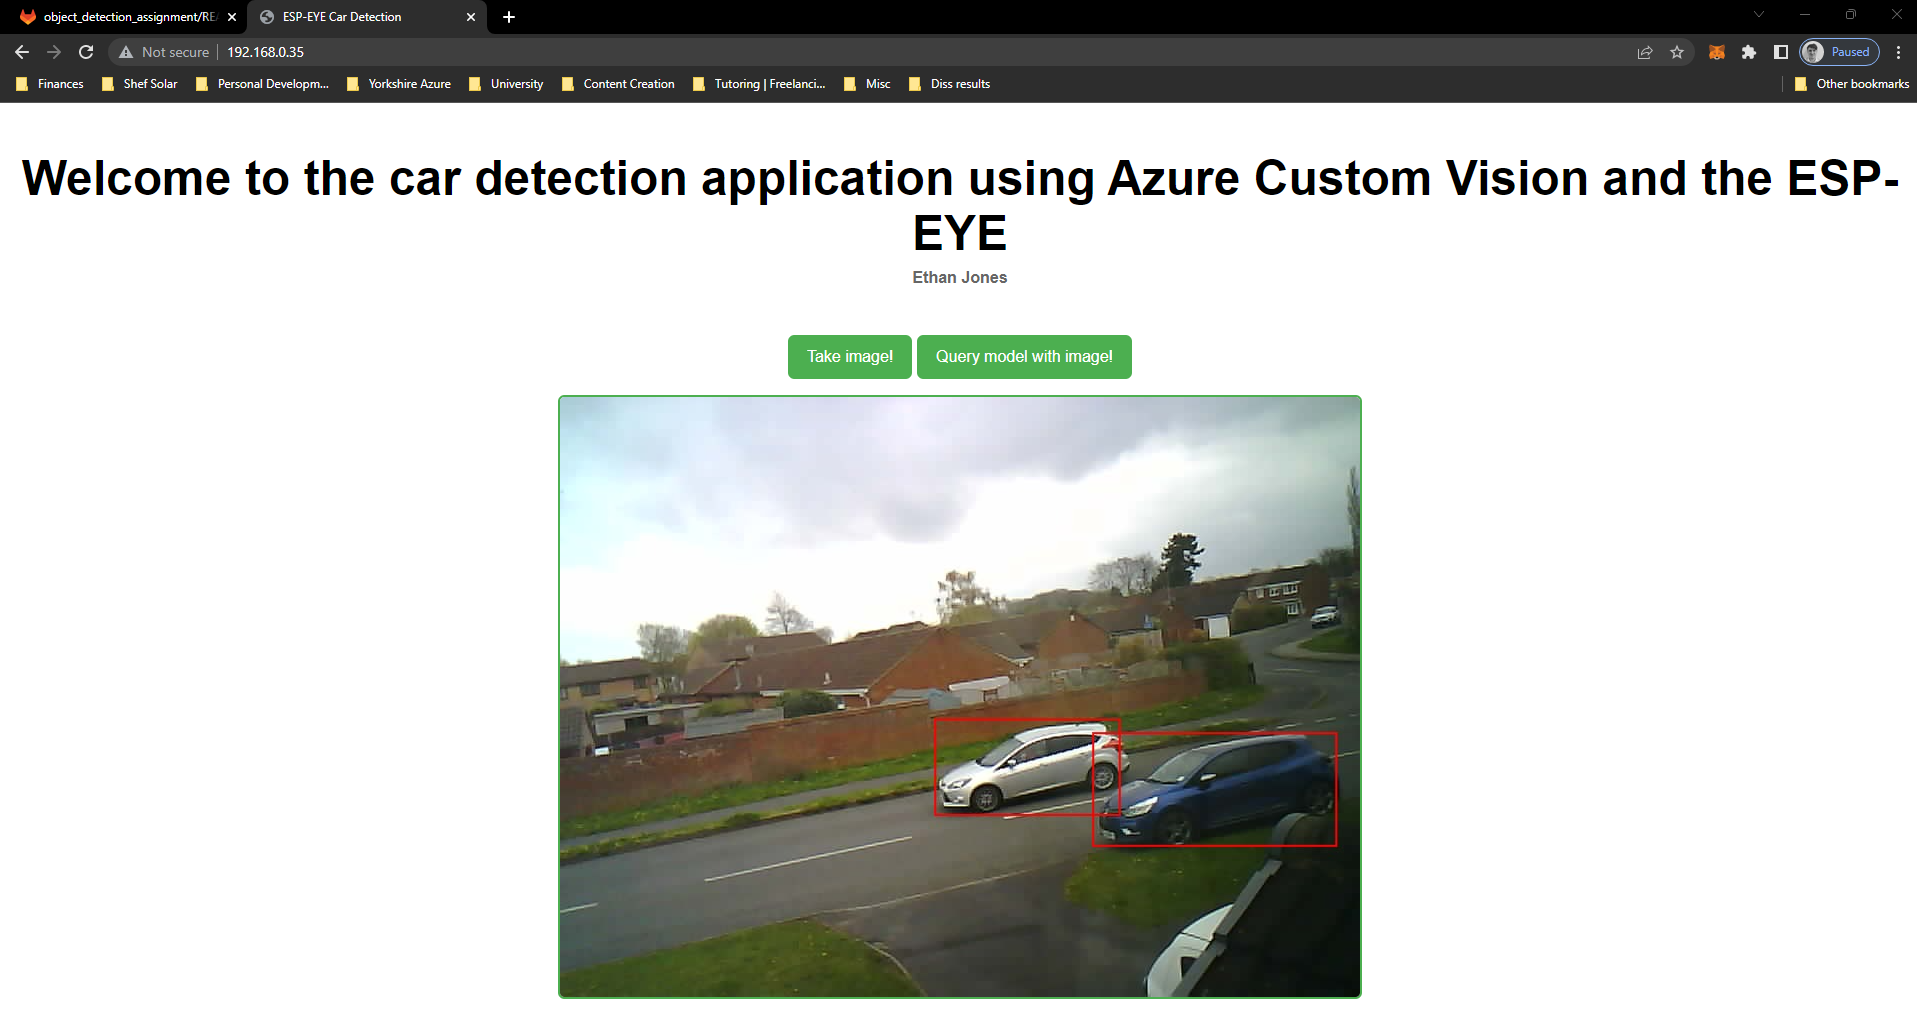 object_detection_assignment/RE
ESP-EYE Car Detection
Not secure
192.168.0.35
Paused
Finances
Shef Solar
Personal Developm...
Yorkshire Azure
University
Content Creation
Tutoring | Freelanci...
Misc
Diss results
Other bookmarks
Welcome to the car detection application using Azure Custom Vision and the ESP-
EYE
Ethan Jones
Take image!
Query model with image!